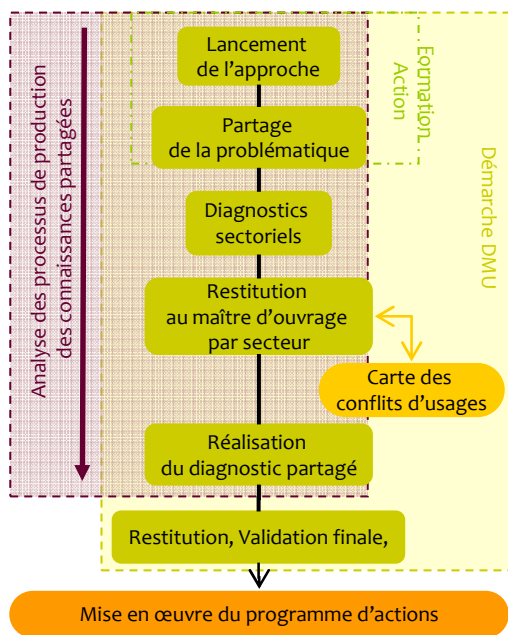 Lancement
de l’approche
Formation
Action
Partage
de la problématique
Diagnostics
sectoriels
Restitution
au maître d’ouvrage
par secteur
Carte des
conflits d’usages
Réalisation
du diagnostic partagé
Analyse des processus de production
des connaissances partagées
Démarche DMU
Restitution, Validation finale,
Mise en œuvre du programme d’actions